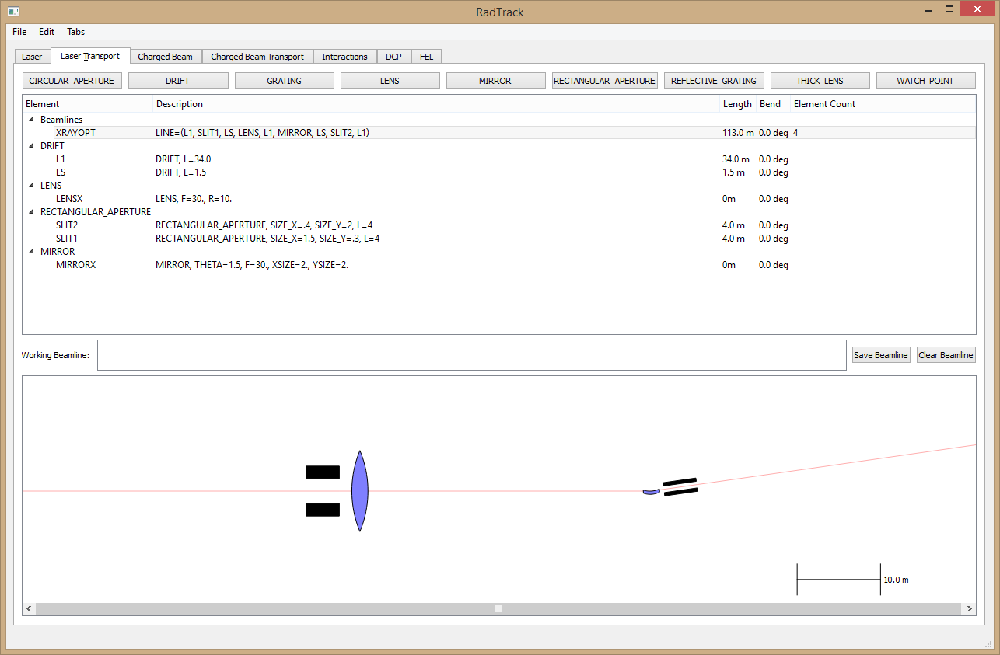 RadTrack
File Edit Tabs
Laser Laser Transport Charged Beam Charged Beam Transport Interactions DCP FEL
CIRCULAR_APERTURE DRIFT GRATING LENS MIRROR RECTANGULAR_APERTURE REFLECTIVE_GRATING THICK_LENS WATCH_POINT
Element Description Length Bend Element Count
Beamlines
XRAYOPT LINE=(L1, SLIT1, LS, LENS, L1, MIRROR, LS, SLIT2, L1) 113.0 m 0.0 deg 4
DRIFT
L1 DRIFT, L=34.0 34.0 m 0.0 deg
LS DRIFT, L=1.5 1.5 m 0.0 deg
LENS
LENSX LENS, F=30., R=10. 0m 0.0 deg
RECTANGULAR_APERTURE
SLIT2 RECTANGULAR_APERTURE, SIZE_X=.4, SIZE_Y=2, L=4 4.0 m 0.0 deg
SLIT1 RECTANGULAR_APERTURE, SIZE_X=1.5, SIZE_Y=.3, L=4 4.0 m 0.0 deg
MIRROR
MIRRORX MIRROR, THETA=1.5, F=30., XSIZE=2., YSIZE=2. 0m 0.0 deg
Working Beamline: Save Beamline Clear Beamline
10.0 m